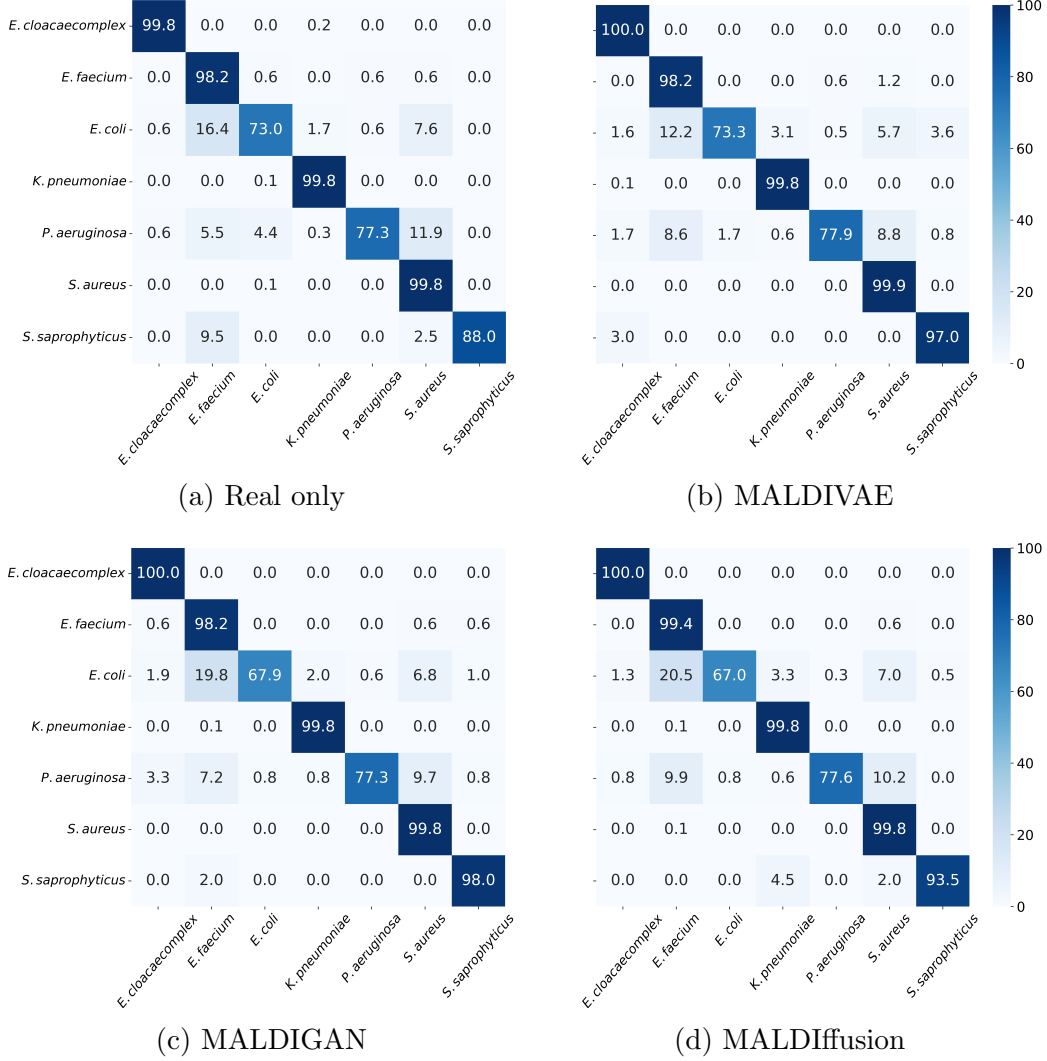 E. cloacaecomplex 99.8 0.0 0.0 0.2 0.0 0.0 0.0
E. faecium 0.0 98.2 0.6 0.0 0.6 0.6 0.0
E. coli 0.6 16.4 73.0 1.7 0.6 7.6 0.0
K. pneumoniae 0.0 0.0 0.1 99.8 0.0 0.0 0.0
P. aeruginosa 0.6 5.5 4.4 0.3 77.3 11.9 0.0
S. aureus 0.0 0.0 0.1 0.0 0.0 99.8 0.0
S. saprophyticus 0.0 9.5 0.0 0.0 0.0 2.5 88.0
E. cloacaecomplex E. faecium E. coli K. pneumoniae P. aeruginosa S. aureus S. saprophyticus
(a) Real only
100.0 0.0 0.0 0.0 0.0 0.0 0.0
0.0 98.2 0.0 0.0 0.6 1.2 0.0
1.6 12.2 73.3 3.1 0.5 5.7 3.6
0.1 0.0 0.0 99.8 0.0 0.0 0.0
1.7 8.6 1.7 0.6 77.9 8.8 0.8
0.0 0.0 0.0 0.0 0.0 99.9 0.0
3.0 0.0 0.0 0.0 0.0 0.0 97.0
E. cloacaecomplex E. faecium E. coli K. pneumoniae P. aeruginosa S. aureus S. saprophyticus
100
80
60
40
20
0
(b) MALDIVAE
E. cloacaecomplex 100.0 0.0 0.0 0.0 0.0 0.0 0.0
E. faecium 0.6 98.2 0.0 0.0 0.0 0.6 0.6
E. coli 1.9 19.8 67.9 2.0 0.6 6.8 1.0
K. pneumoniae 0.0 0.1 0.0 99.8 0.0 0.0 0.0
P. aeruginosa 3.3 7.2 0.8 0.8 77.3 9.7 0.8
S. aureus 0.0 0.0 0.0 0.0 0.0 99.8 0.0
S. saprophyticus 0.0 2.0 0.0 0.0 0.0 0.0 98.0
E. cloacaecomplex E. faecium E. coli K. pneumoniae P. aeruginosa S. aureus S. saprophyticus
(c) MALDIGAN
100.0 0.0 0.0 0.0 0.0 0.0 0.0
0.0 99.4 0.0 0.0 0.0 0.6 0.0
1.3 20.5 67.0 3.3 0.3 7.0 0.5
0.0 0.1 0.0 99.8 0.0 0.0 0.0
0.8 9.9 0.8 0.6 77.6 10.2 0.0
0.0 0.1 0.0 0.0 0.0 99.8 0.0
0.0 0.0 0.0 4.5 0.0 2.0 93.5
E. cloacaecomplex E. faecium E. coli K. pneumoniae P. aeruginosa S. aureus S. saprophyticus
100
80
60
40
20
0
(d) MALDIffusion